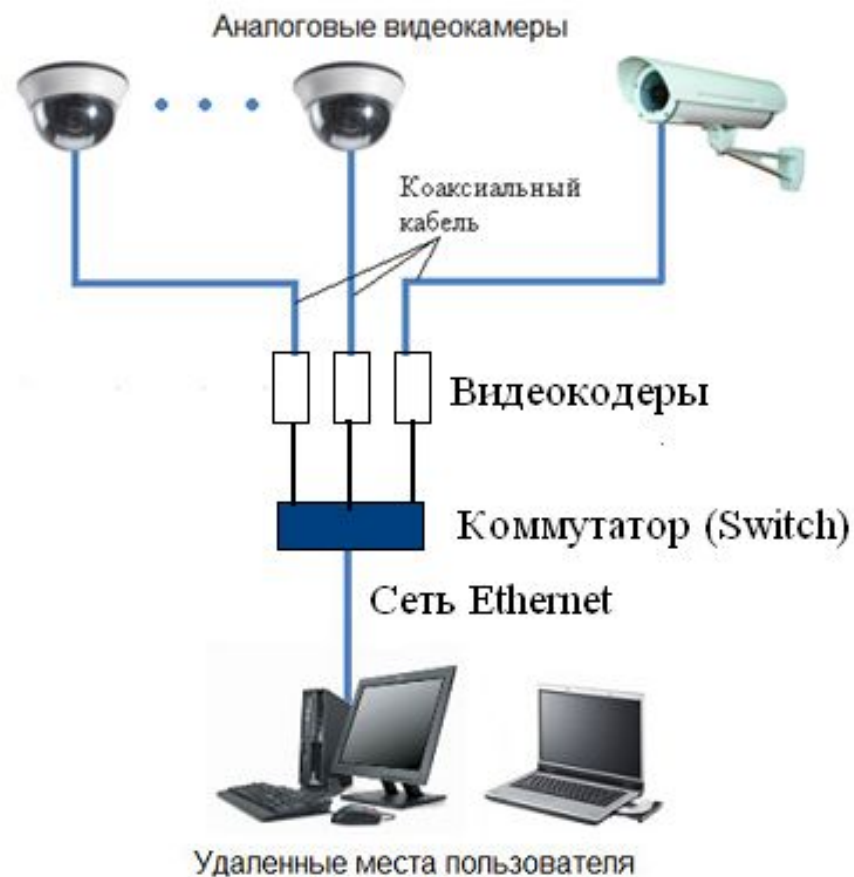 Аналоговые видеокамеры
Коаксиальный
кабель
Видеокодеры
Коммутатор (Switch)
Сеть Ethernet
Удаленные места пользователя